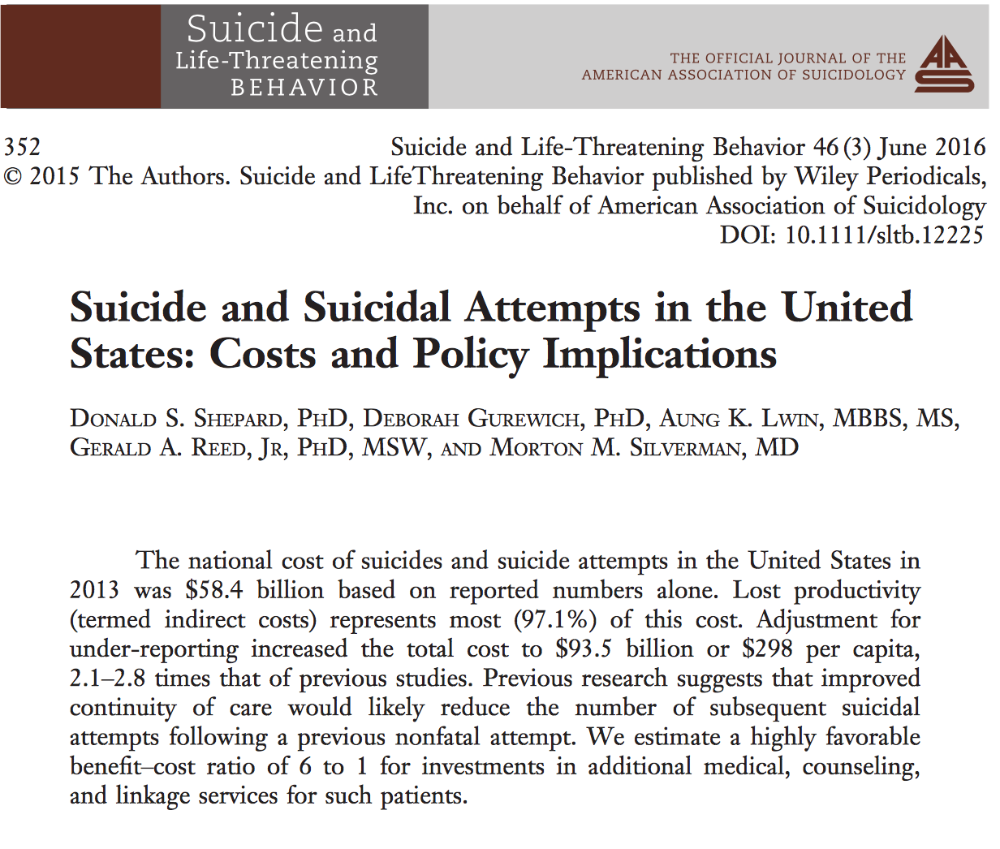 Suicide and
Life-Threatening
BEHAVIOR
THE OFFICIAL JOURNAL OF THE
AMERICAN ASSOCIATION OF SUICIDOLOGY
AAS
352
Suicide and Life-Threatening Behavior 46 (3) June 2016
© 2015 The Authors. Suicide and LifeThreatening Behavior published by Wiley Periodicals,
Inc. on behalf of American Association of Suicidology
DOI: 10.1111/sltb.12225
Suicide and Suicidal Attempts in the United
States: Costs and Policy Implications
DONALD S. SHEPARD, PHD, DEBORAH GUREWICH, PHD, AUNG K. LWIN, MBBS, MS,
GERALD A. REED, JR, PHD, MSW, AND MORTON M. SILVERMAN, MD
The national cost of suicides and suicide attempts in the United States in
2013 was $58.4 billion based on reported numbers alone. Lost productivity
(termed indirect costs) represents most (97.1%) of this cost. Adjustment for
under-reporting increased the total cost to $93.5 billion or $298 per capita,
2.1–2.8 times that of previous studies. Previous research suggests that improved
continuity of care would likely reduce the number of subsequent suicidal
attempts following a previous nonfatal attempt. We estimate a highly favorable
benefit–cost ratio of 6 to 1 for investments in additional medical, counseling,
and linkage services for such patients.